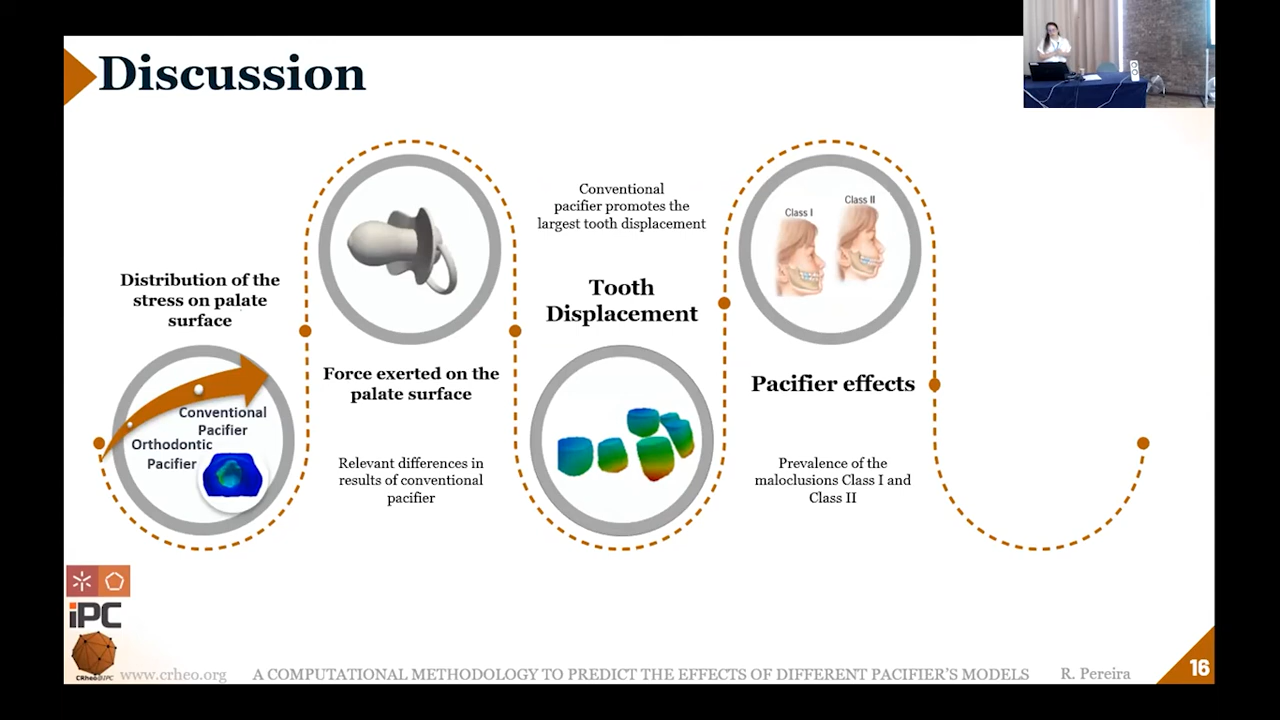 Discussion
Distribution of the
stress on palate
surface
Conventional
Pacifier
Orthodontic
Pacifier
Force exerted on the
palate surface
Relevant differences in
results of conventional
pacifier
Conventional
pacifier promotes the
largest tooth displacement
Tooth
Displacement
Class I
Class II
Pacifier effects
Prevalence of the
maloclusions Class I and
Class II
iPC
CRheo@IPC
www.crheo.org
A COMPUTATIONAL METHODOLOGY TO PREDICT THE EFFECTS OF DIFFERENT PACIFIER'S MODELS
R. Pereira
16